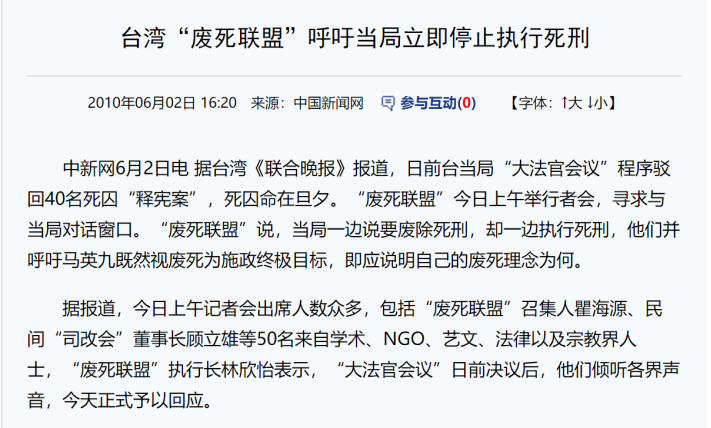 台湾“废死联盟”呼吁当局立即停止执行死刑
2010年06月02日 16:20 来源：中国新闻网 参与互动(0) 【字体：↑大 ↓小】
中新网6月2日电 据台湾《联合晚报》报道，日前台当局“大法官会议”程序驳
回40名死囚“释宪案”，死囚命在旦夕。“废死联盟”今日上午举行者会，寻求与
当局对话窗口。“废死联盟”说，当局一边说要废除死刑，却一边执行死刑，他们并
呼吁马英九既然视废死为施政终极目标，即应说明自己的废死理念为何。
据报道，今日上午记者会出席人数众多，包括“废死联盟”召集人瞿海源、民
间“司改会”董事长顾立雄等50名来自学术、NGO、艺文、法律以及宗教界人
士，“废死联盟”执行长林欣怡表示，“大法官会议”日前决议后，他们倾听各界声
音，今天正式予以回应。